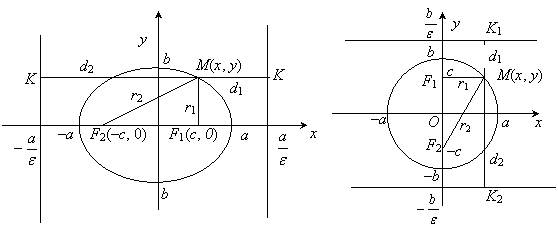 y
b
M(x, y)
K
d₂
d₁
K
r₂
r₁
−a/ε
−a
F₂(−c, 0)
F₁(c, 0)
a
a/ε
x
b
b/ε
y
K₁
b
d₁
F₁
c
r₁
M(x, y)
−a
O
r₂
a
x
F₂
−c
d₂
−b
−b/ε
K₂